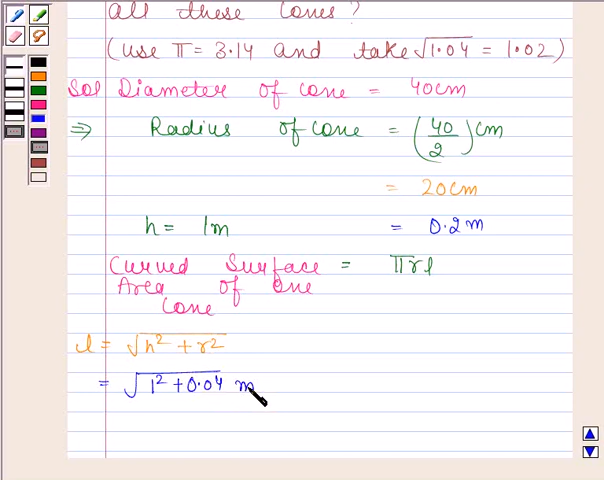 all these cones?
(use π = 3.14 and take √1.04 = 1.02)
Sol Diameter of cone = 40cm
⇒ Radius of cone = (40/2) cm
= 20cm
h = 1m = 0.2m
Curved Surface = πrl
Area of one
Cone
l = √h² + r²
= √1² + 0.04 m